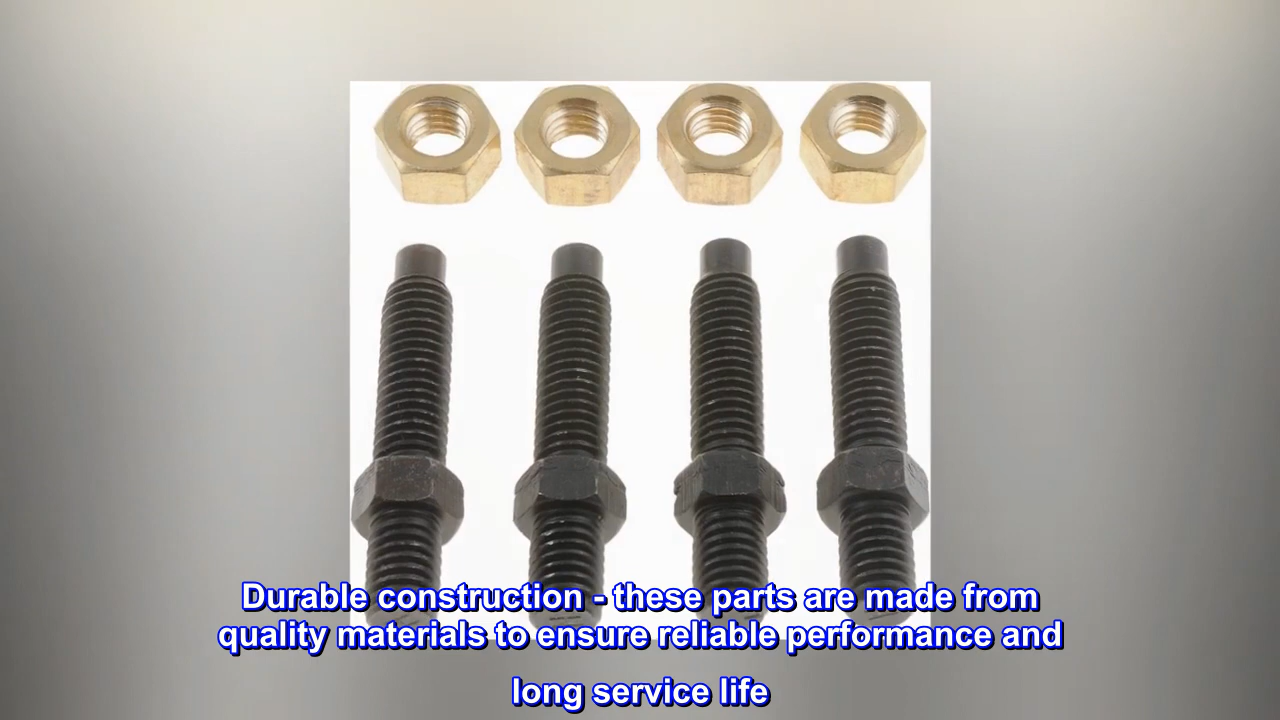 Durable construction - these parts are made from
quality materials to ensure reliable performance and
long service life